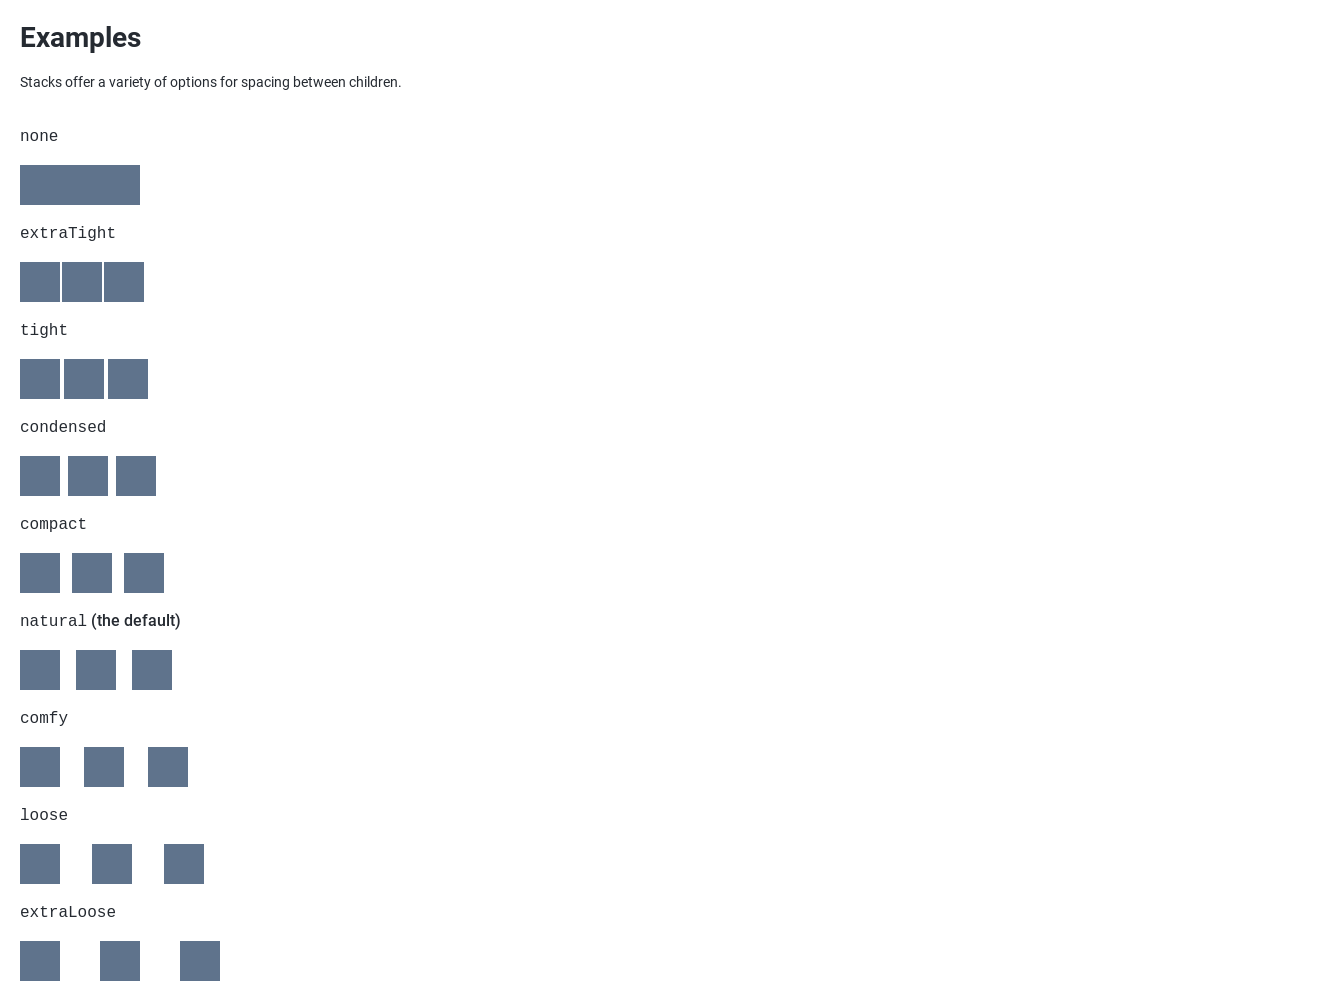 Examples
Stacks offer a variety of options for spacing between children.
none
extraTight
tight
condensed
compact
natural (the default)
comfy
loose
extraLoose